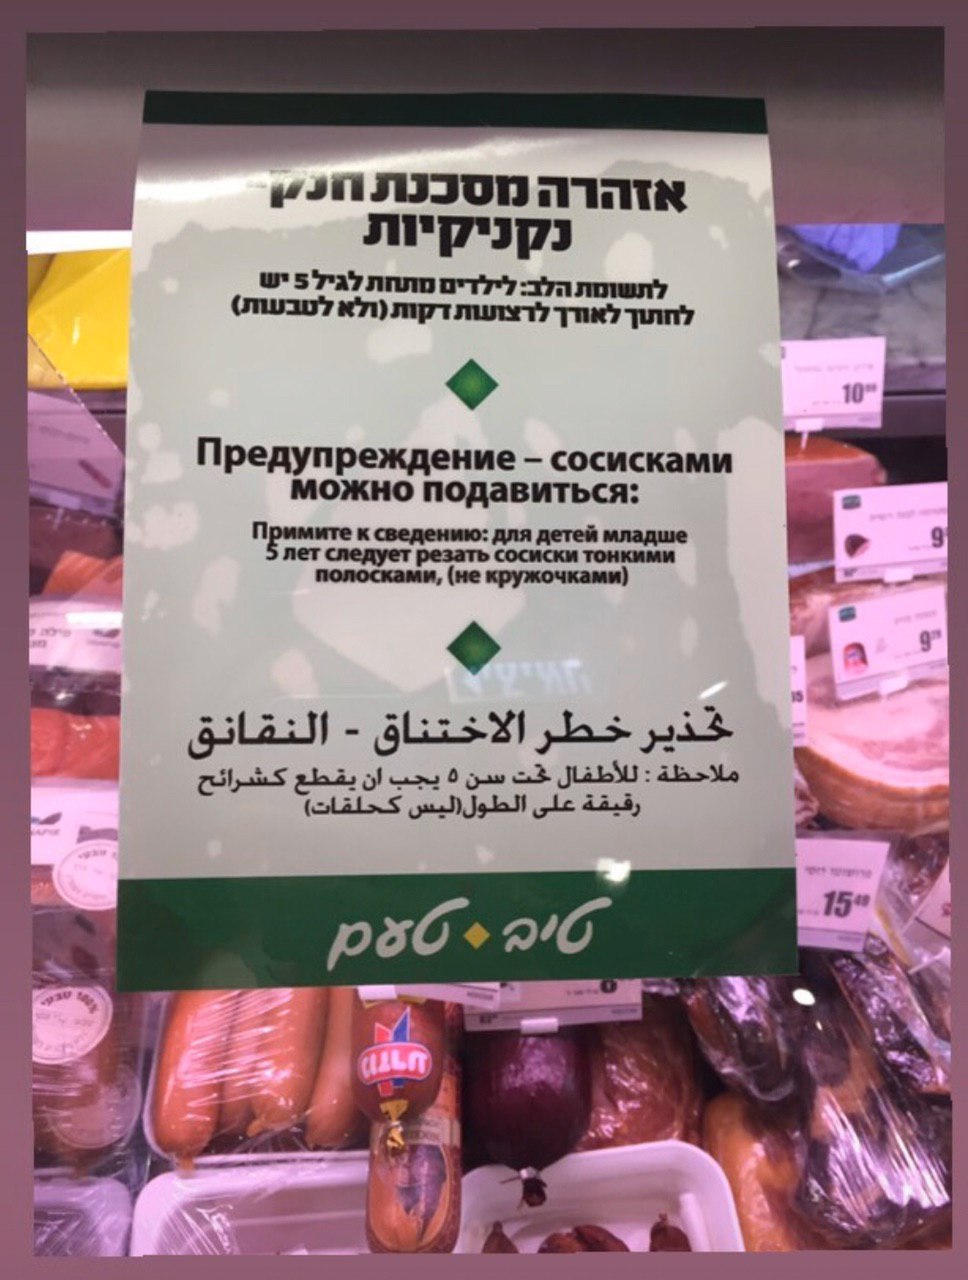 אזהרה מסכנת חנק -
נקניקיות
לתשומת הלב: לילדים מתחת לגיל 5 יש
לחתוך לאורך לרצועות דקות (ולא לטבעות)
Предупреждение – сосисками
можно подавиться:
Примите к сведению: для детей младше
5 лет следует резать сосиски тонкими
полосками, (не кружочками)
تحذير خطر الاختناق - النقانق
ملاحظة : للأطفال تحت سن ٥ يجب ان يقطع كشرائح
رقيقة على الطول(ليس كحلقات)
טיב טעם
10
9
9
15
100% טבעי